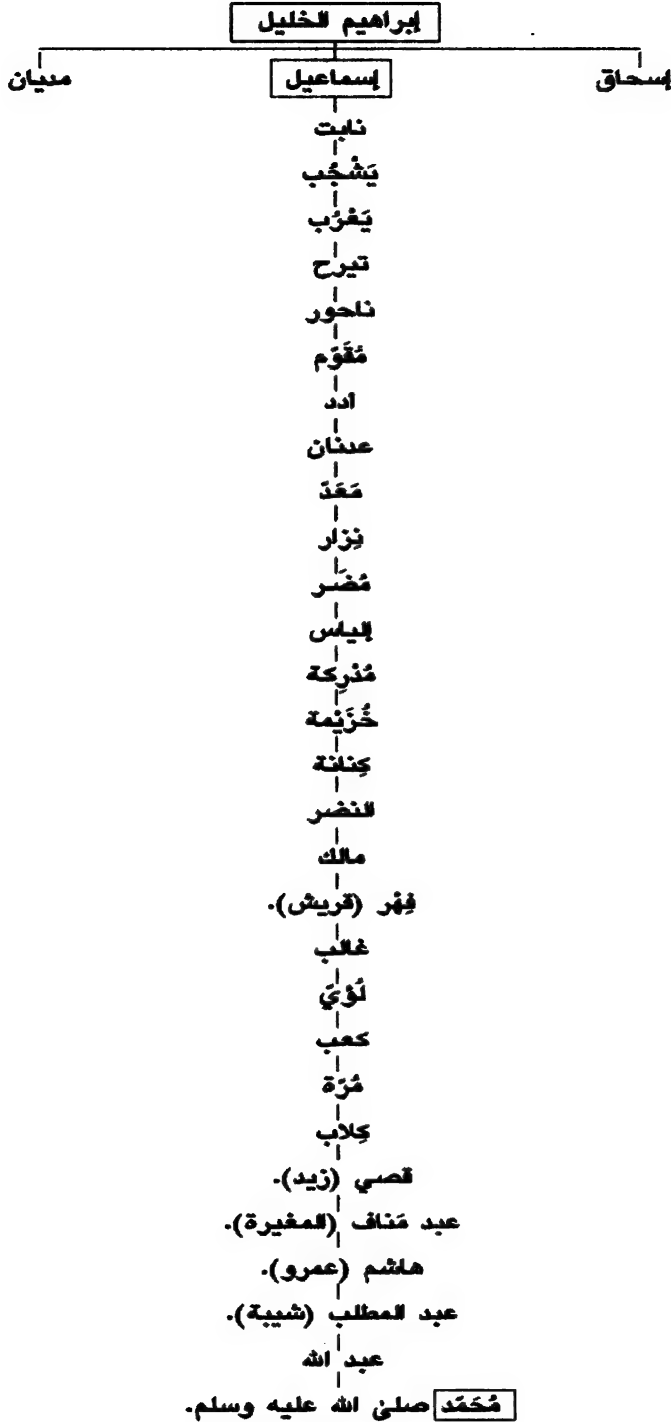 إبراهيم الخليل
إسحاق إسماعيل مديان
نابت
يَشْجُب
يَعْرُب
تيرح
ناحور
مُقَوّم
أدد
عدنان
مَعَدّ
نِزار
مُضَر
إلياس
مُدْرِكة
خُزَيْمة
كِنانة
النضر
مالك
فِهْر (قريش).
غالب
لُؤيّ
كعب
مُرّة
كِلاب
قصي (زيد).
عبد مَناف (المغيرة).
هاشم (عمرو).
عبد المطلب (شيبة).
عبد الله
مُحَمّد صلىٰ الله عليه وسلم.